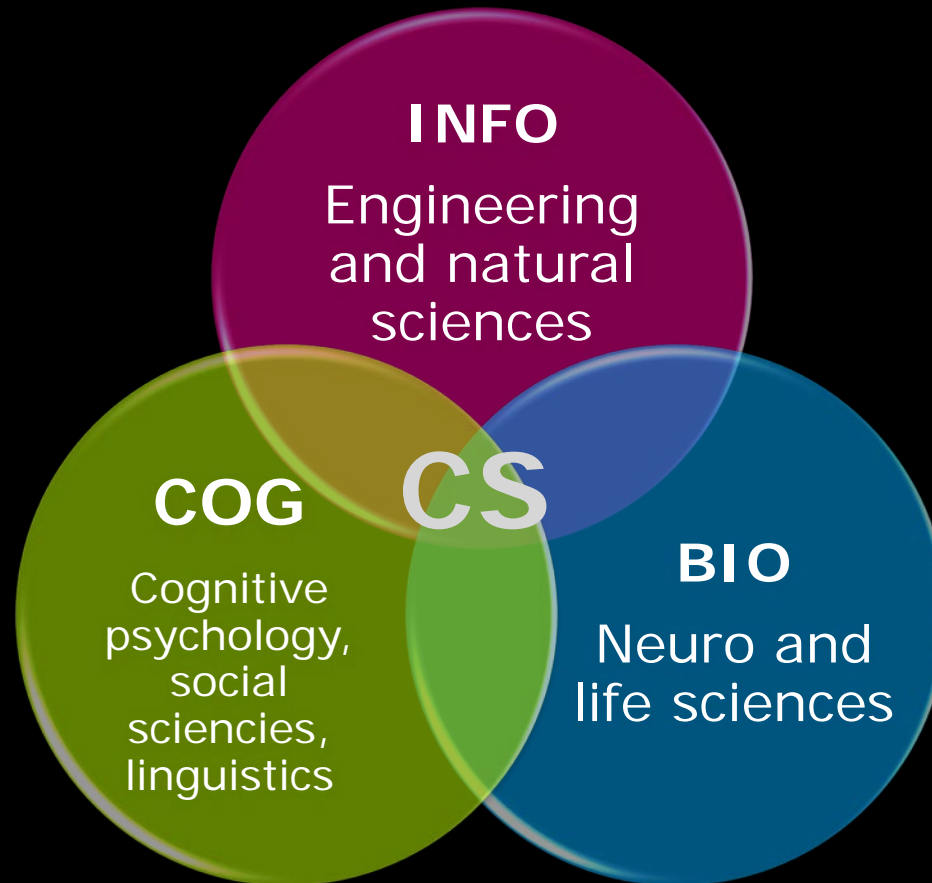 INFO
Engineering
and natural
sciences
CS
COG
Cognitive
psychology,
social
sciencies,
linguistics
BIO
Neuro and
life sciences